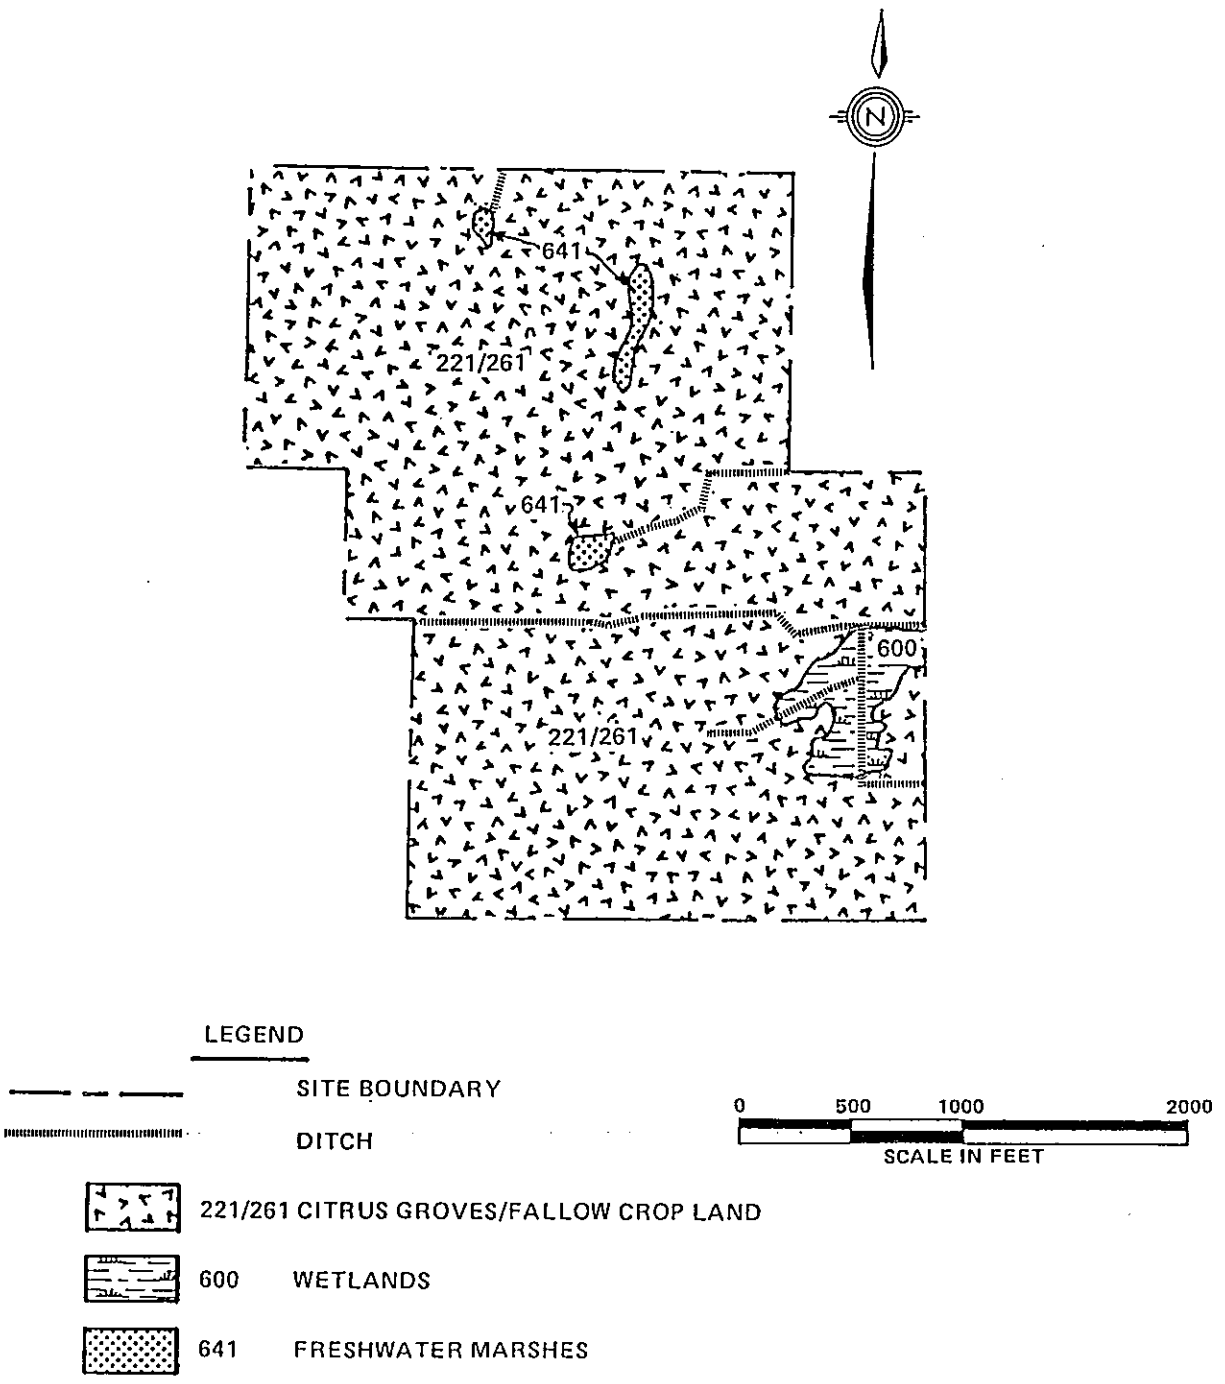 N
641
221/261
641
600
221/261
LEGEND
SITE BOUNDARY
DITCH
0 500 1000 2000
SCALE IN FEET
221/261 CITRUS GROVES/FALLOW CROP LAND
600 WETLANDS
641 FRESHWATER MARSHES